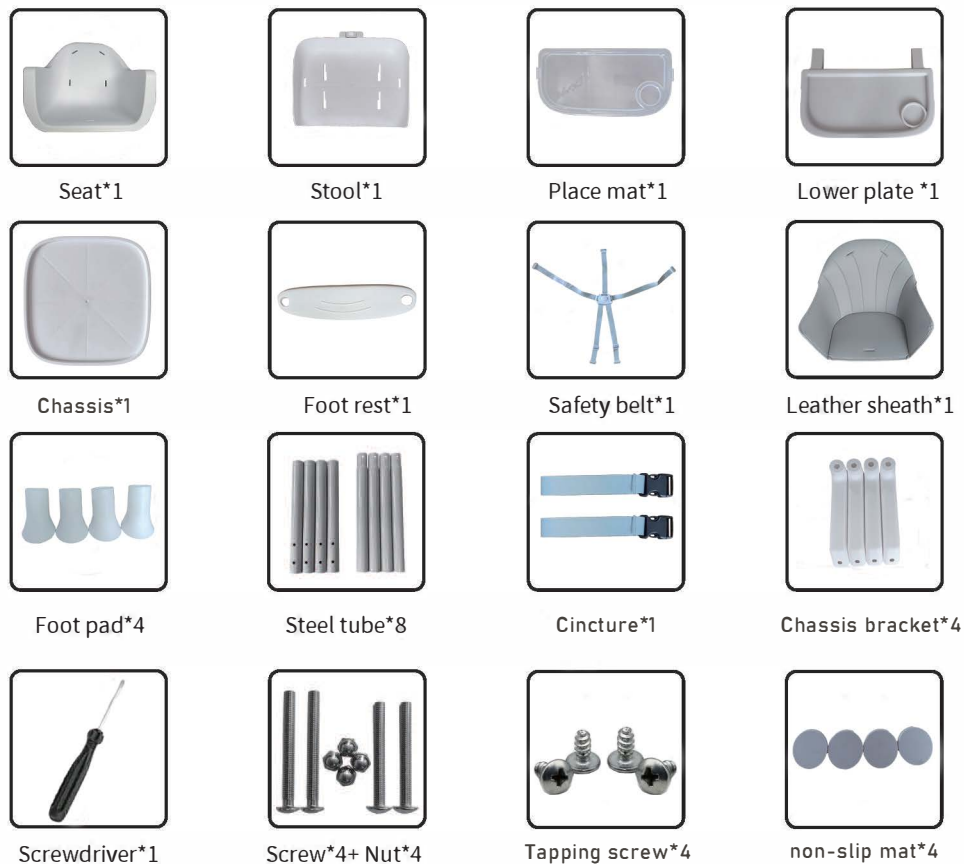 Seat*1
Stool*1
Place mat*1
Lower plate *1
Chassis*1
Foot rest*1
Safety belt*1
Leather sheath*1
Foot pad*4
Steel tube*8
Cincture*1
Chassis bracket*4
Screwdriver*1
Screw*4+ Nut*4
Tapping screw*4
non-slip mat*4